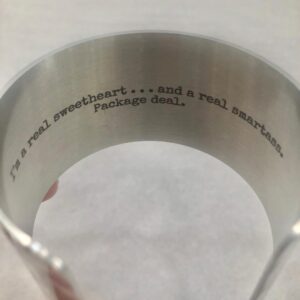 I'm a real sweetheart... and a real smartass.
Package deal.